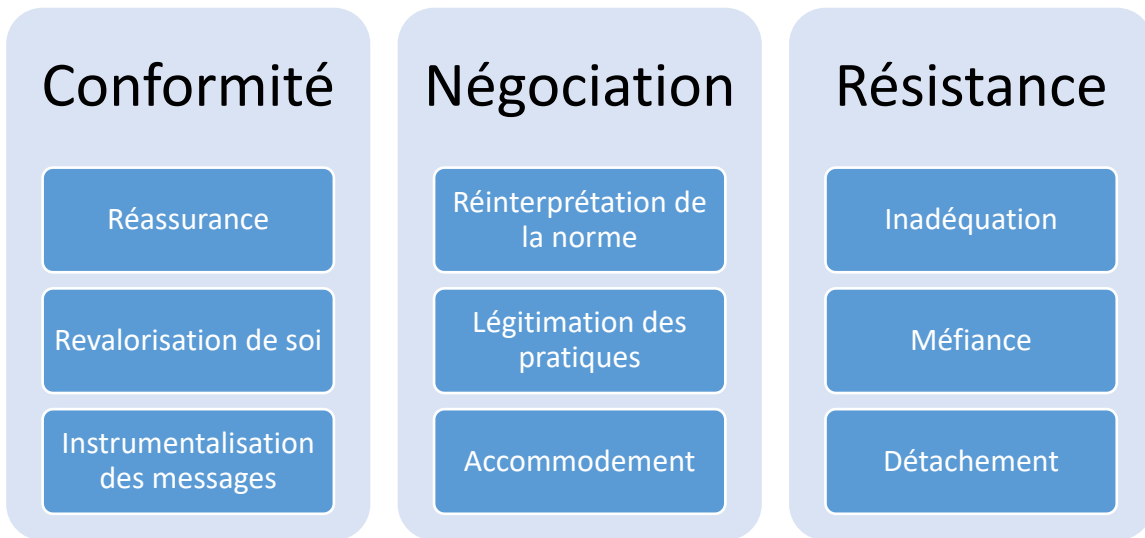 Conformité
Réassurance
Revalorisation de soi
Instrumentalisation
des messages
Négociation
Réinterprétation de
la norme
Légitimation des
pratiques
Accommodement
Résistance
Inadéquation
Méfiance
Détachement